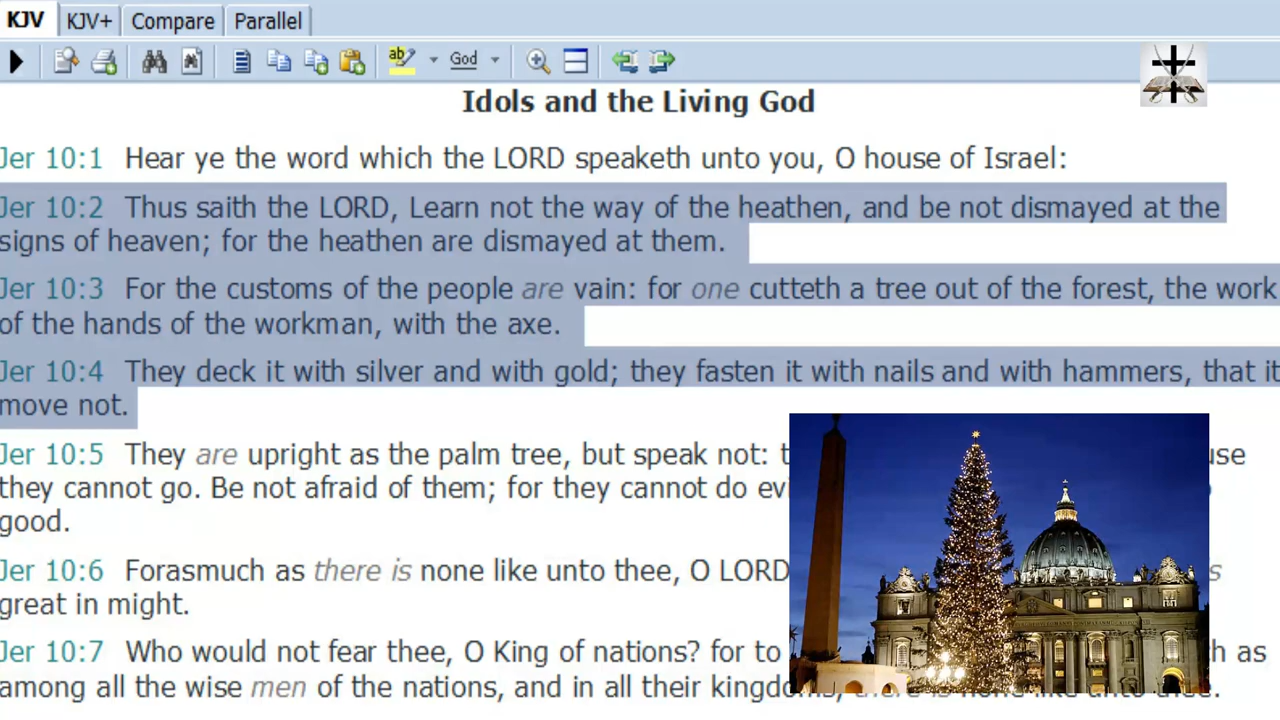 KJV KJV+ Compare Parallel
God
Idols and the Living God
Jer 10:1 Hear ye the word which the LORD speaketh unto you, O house of Israel:
Jer 10:2 Thus saith the LORD, Learn not the way of the heathen, and be not dismayed at the
signs of heaven; for the heathen are dismayed at them.
Jer 10:3 For the customs of the people are vain: for one cutteth a tree out of the forest, the work
of the hands of the workman, with the axe.
Jer 10:4 They deck it with silver and with gold; they fasten it with nails and with hammers, that it
move not.
Jer 10:5 They are upright as the palm tree, but speak not:
they cannot go. Be not afraid of them; for they cannot do
good.
Jer 10:6 Forasmuch as there is none like unto thee, O LORD
great in might.
Jer 10:7 Who would not fear thee, O King of nations? for to as
among all the wise men of the nations, and in all their kingdoms, there is none like unto thee.